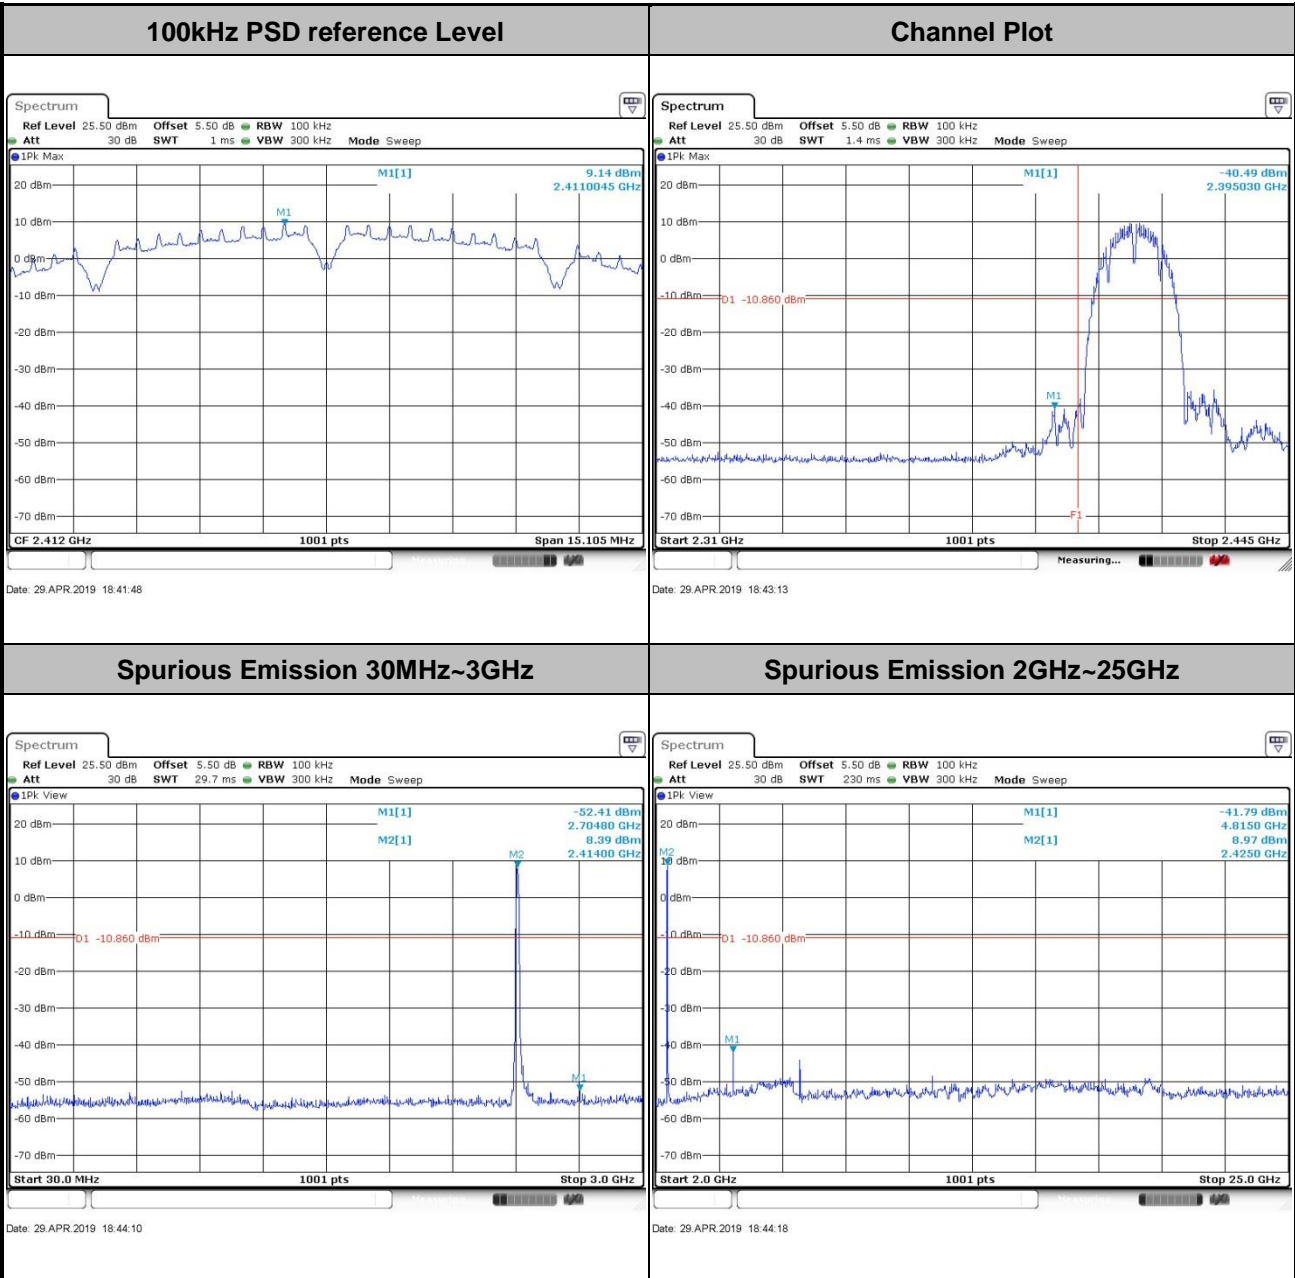 100kHz PSD reference Level
Channel Plot
Spectrum
Ref Level 25.50 dBm Offset 5.50 dB RBW 100 kHz
Att 30 dB SWT 1 ms VBW 300 kHz Mode Sweep
1Pk Max
M1[1] 9.14 dBm
2.4110045 GHz
20 dBm
M1
10 dBm
0 dBm
-10 dBm
-20 dBm
-30 dBm
-40 dBm
-50 dBm
-60 dBm
-70 dBm
CF 2.412 GHz 1001 pts Span 15.105 MHz
Date: 29.APR.2019 18:41:48
Spectrum
Ref Level 25.50 dBm Offset 5.50 dB RBW 100 kHz
Att 30 dB SWT 1.4 ms VBW 300 kHz Mode Sweep
1Pk Max
M1[1] -40.49 dBm
2.395030 GHz
20 dBm
10 dBm
0 dBm
-10 dBm
D1 -10.860 dBm
-20 dBm
-30 dBm
M1
-40 dBm
-50 dBm
-60 dBm
-70 dBm
F1
Start 2.31 GHz 1001 pts Stop 2.445 GHz
Measuring...
Date: 29.APR.2019 18:43:13
Spurious Emission 30MHz~3GHz
Spurious Emission 2GHz~25GHz
Spectrum
Ref Level 25.50 dBm Offset 5.50 dB RBW 100 kHz
Att 30 dB SWT 29.7 ms VBW 300 kHz Mode Sweep
1Pk View
M1[1] -52.41 dBm
2.70480 GHz
20 dBm
M2[1] 8.39 dBm
2.41400 GHz
M2
10 dBm
0 dBm
-10 dBm
D1 -10.860 dBm
-20 dBm
-30 dBm
-40 dBm
M1
-50 dBm
-60 dBm
-70 dBm
Start 30.0 MHz 1001 pts Stop 3.0 GHz
Date: 29.APR.2019 18:44:10
Spectrum
Ref Level 25.50 dBm Offset 5.50 dB RBW 100 kHz
Att 30 dB SWT 230 ms VBW 300 kHz Mode Sweep
1Pk View
M1[1] -41.79 dBm
4.8150 GHz
20 dBm
M2[1] 8.97 dBm
2.4250 GHz
M2
10 dBm
0 dBm
-10 dBm
D1 -10.860 dBm
-20 dBm
-30 dBm
M1
-40 dBm
-50 dBm
-60 dBm
-70 dBm
Start 2.0 GHz 1001 pts Stop 25.0 GHz
Date: 29.APR.2019 18:44:18